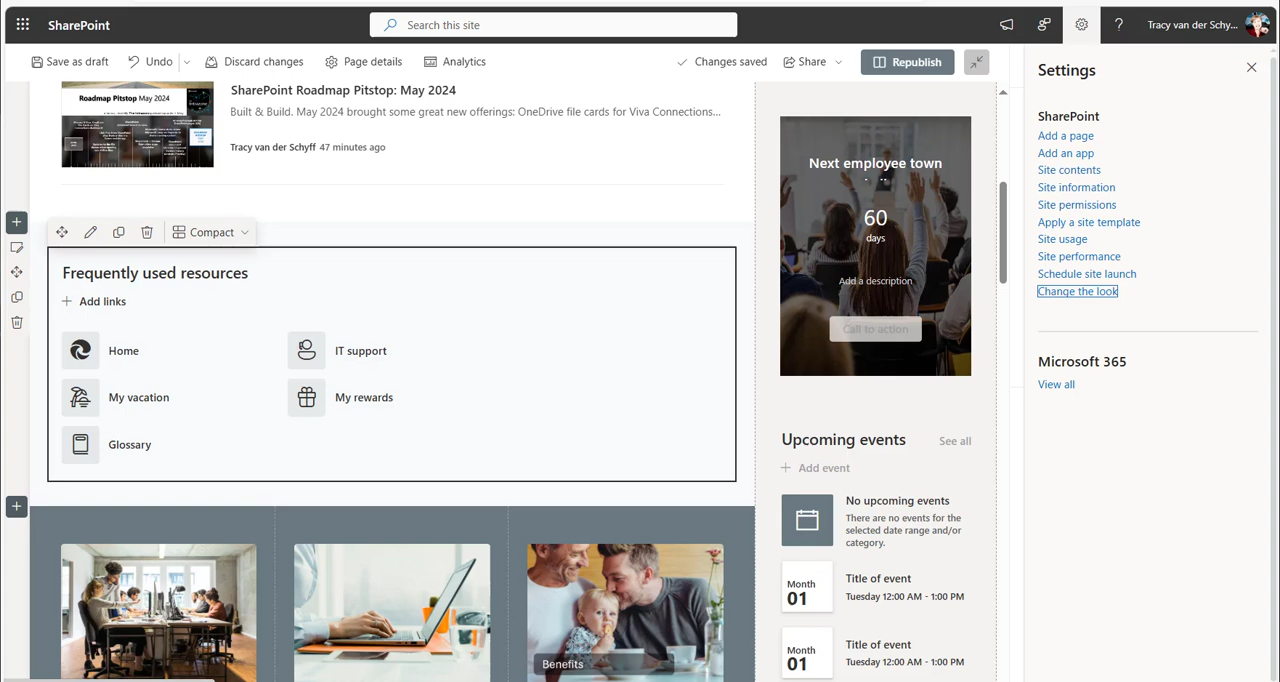 SharePoint
Search this site
Tracy van der Schy...
Save as draft
Undo
Discard changes
Page details
Analytics
Changes saved
Share
Republish
Roadmap Pitstop May 2024
SharePoint Roadmap Pitstop: May 2024
Built & Build. May 2024 brought some great new offerings: OneDrive file cards for Viva Connections...
Tracy van der Schyff 47 minutes ago
Compact
Frequently used resources
Add links
Home
IT support
My vacation
My rewards
Glossary
Benefits
Next employee town
60
days
Add a description
Call to action
Upcoming events
See all
Add event
No upcoming events
There are no events for the
selected date range and/or
category.
Month
01
Title of event
Tuesday 12:00 AM - 1:00 PM
Month
01
Title of event
Tuesday 12:00 AM - 1:00 PM
Settings
SharePoint
Add a page
Add an app
Site contents
Site information
Site permissions
Apply a site template
Site usage
Site performance
Schedule site launch
Change the look
Microsoft 365
View all